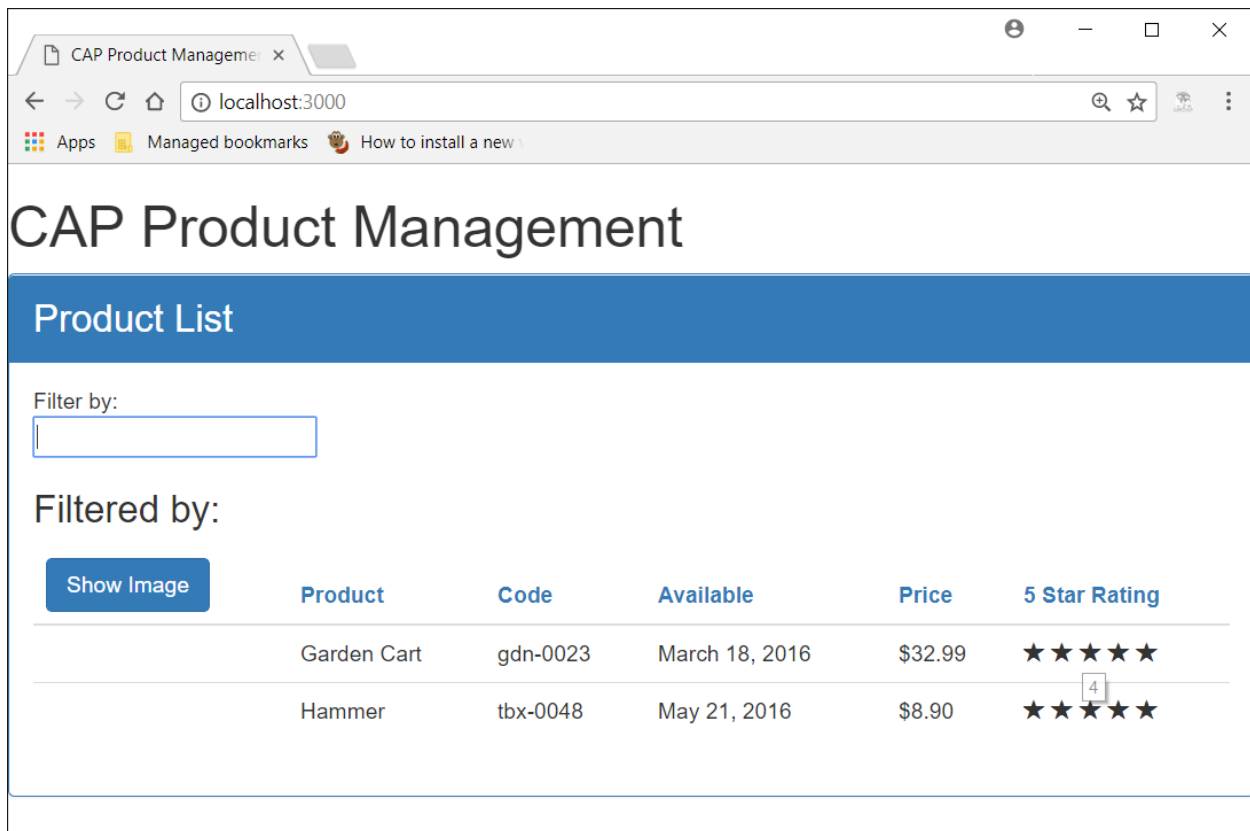 CAP Product Managemen
localhost:3000
Apps Managed bookmarks How to install a new
CAP Product Management
Product List
Filter by:
Filtered by:
Show Image Product Code Available Price 5 Star Rating
Garden Cart gdn-0023 March 18, 2016 $32.99 ★★★★★
4
Hammer tbx-0048 May 21, 2016 $8.90 ★★★★★